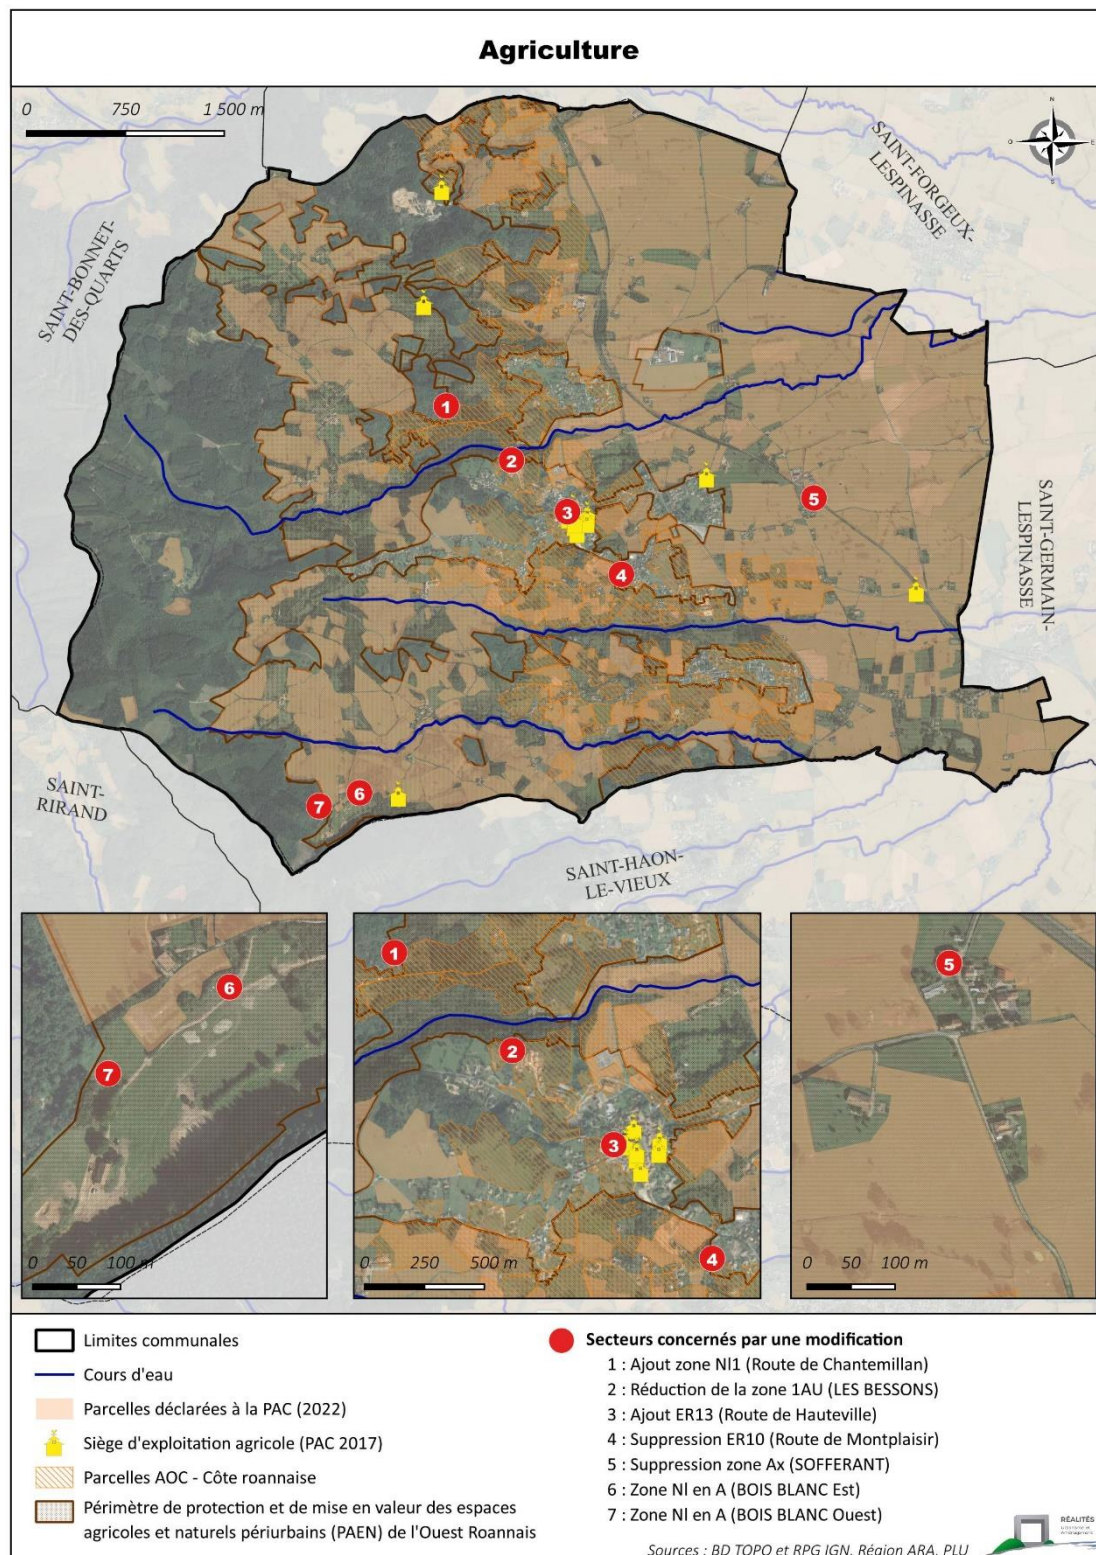 Agriculture
0 750 1 500 m
N
O E
S
SAINT-FORGEUX-
LESPINASSE
SAINT-BONNET-
DES-QUARTS
1
2
3
4
5
SAINT-GERMAIN-
LESPINASSE
6
7
SAINT-
RIRAND
SAINT-HAON-
LE-VIEUX
6
7
0 50 100 m
1
2
3
4
0 250 500 m
5
0 50 100 m
Limites communales
Cours d'eau
Parcelles déclarées à la PAC (2022)
Siège d'exploitation agricole (PAC 2017)
Parcelles AOC - Côte roannaise
Périmètre de protection et de mise en valeur des espaces
agricoles et naturels périurbains (PAEN) de l'Ouest Roannais
Secteurs concernés par une modification
1 : Ajout zone Nl1 (Route de Chantemillan)
2 : Réduction de la zone 1AU (LES BESSONS)
3 : Ajout ER13 (Route de Hauteville)
4 : Suppression ER10 (Route de Montplaisir)
5 : Suppression zone Ax (SOFFERANT)
6 : Zone Nl en A (BOIS BLANC Est)
7 : Zone Nl en A (BOIS BLANC Ouest)
Sources : BD TOPO et RPG IGN, Région ARA, PLU
RÉALITÉS